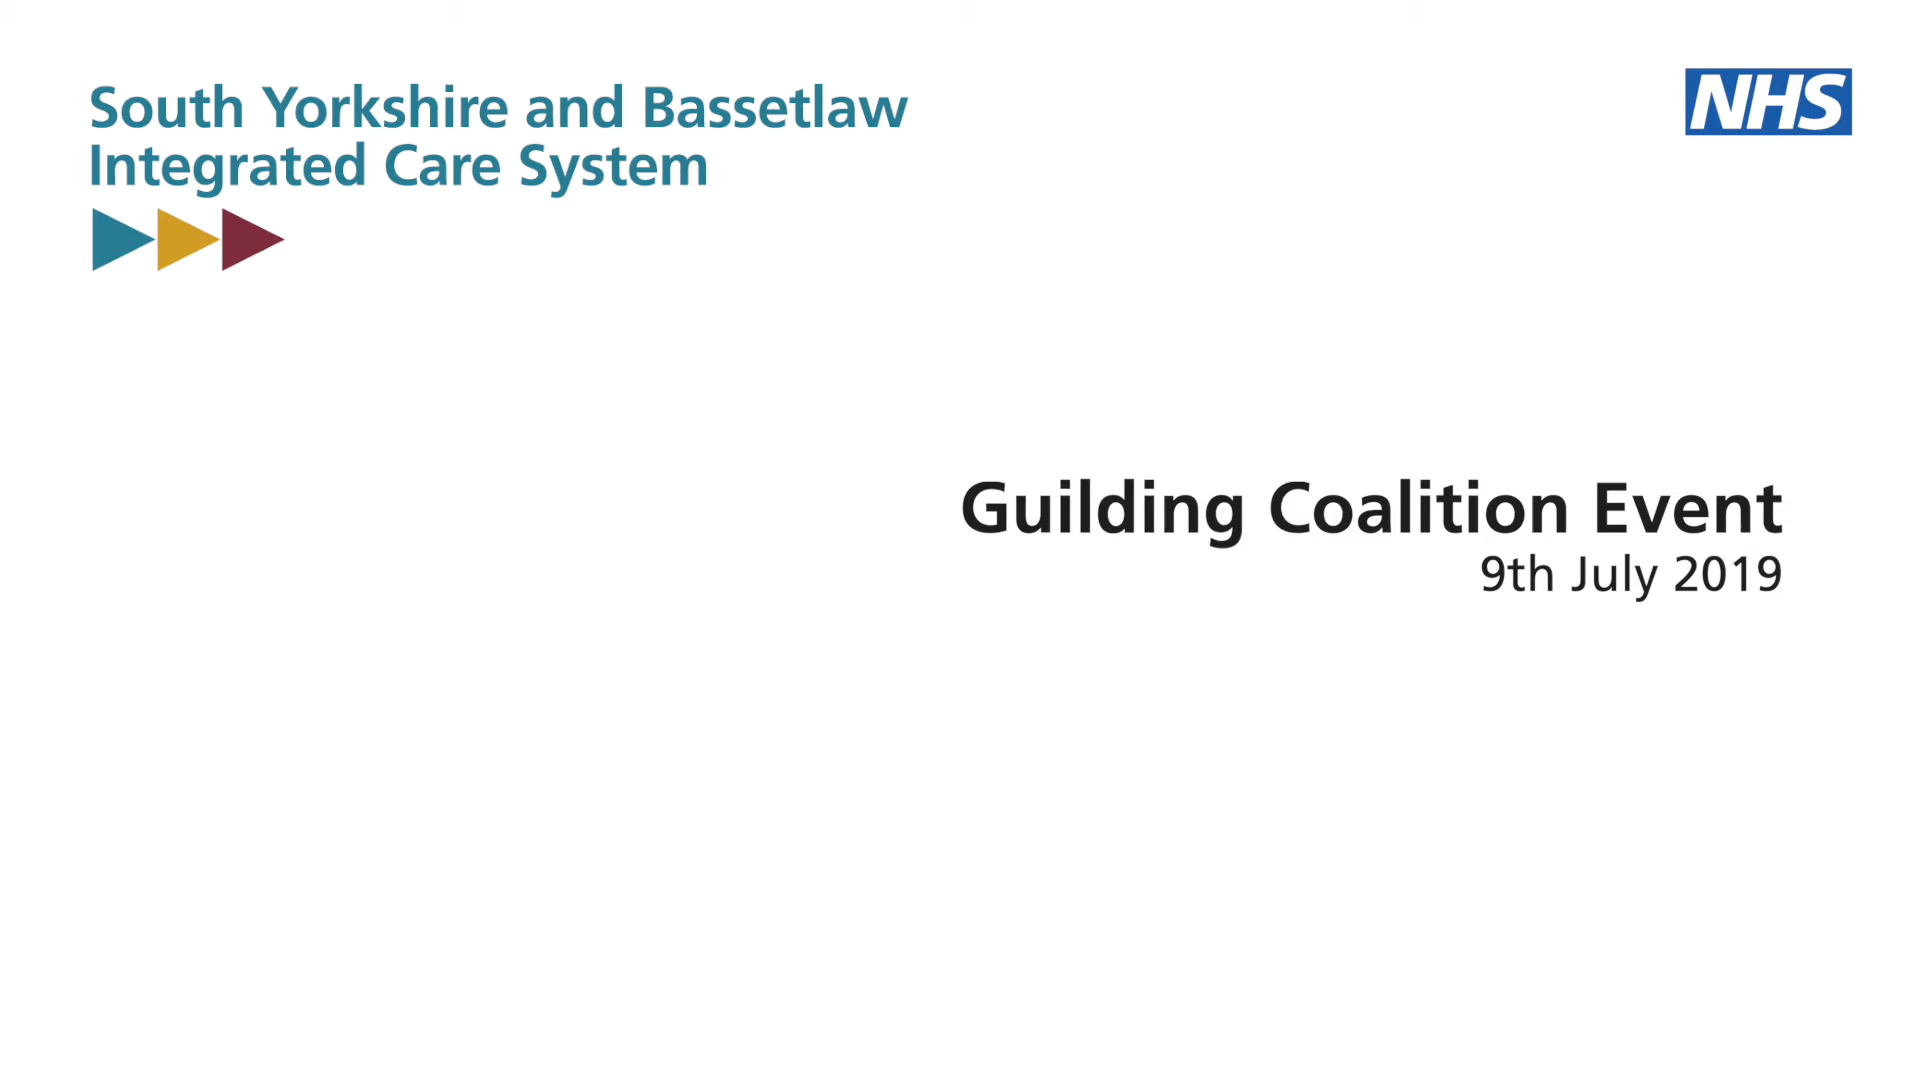 South Yorkshire and Bassetlaw
Integrated Care System
NHS
Guilding Coalition Event
9th July 2019